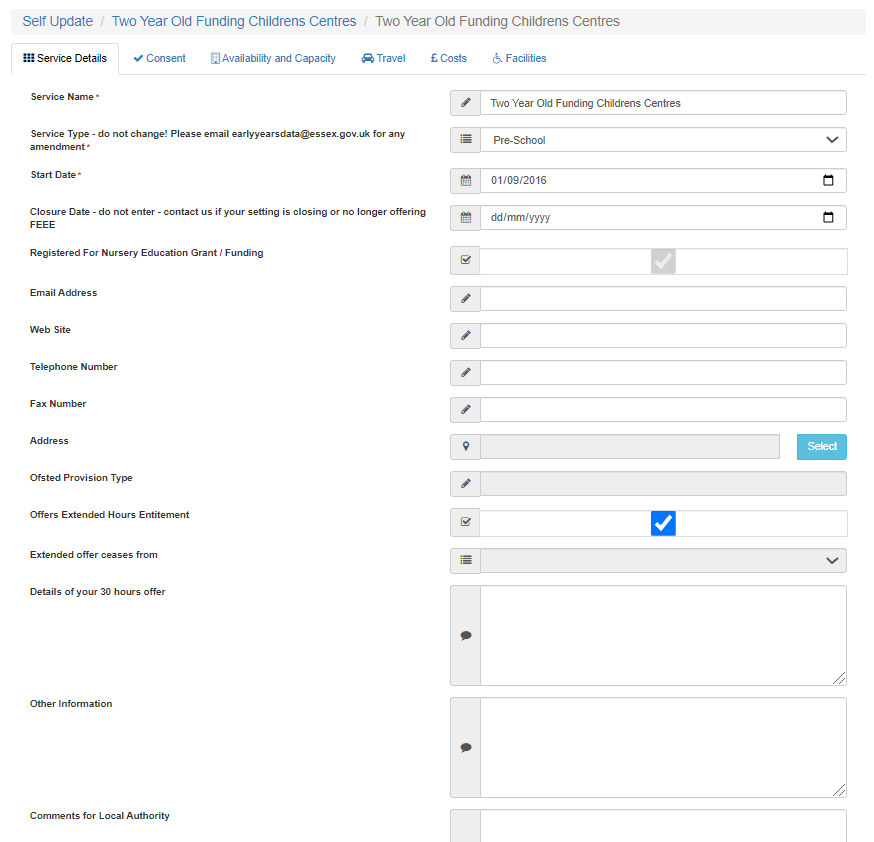 Self Update / Two Year Old Funding Childrens Centres / Two Year Old Funding Childrens Centres
Service Details Consent Availability and Capacity Travel £ Costs Facilities
Service Name *
Two Year Old Funding Childrens Centres
Service Type - do not change! Please email earlyyearsdata@essex.gov.uk for any
amendment *
Pre-School
Start Date *
01/09/2016
Closure Date - do not enter - contact us if your setting is closing or no longer offering
FEEE
dd/mm/yyyy
Registered For Nursery Education Grant / Funding
Email Address
Web Site
Telephone Number
Fax Number
Address
Select
Ofsted Provision Type
Offers Extended Hours Entitement
Extended offer ceases from
Details of your 30 hours offer
Other Information
Comments for Local Authority